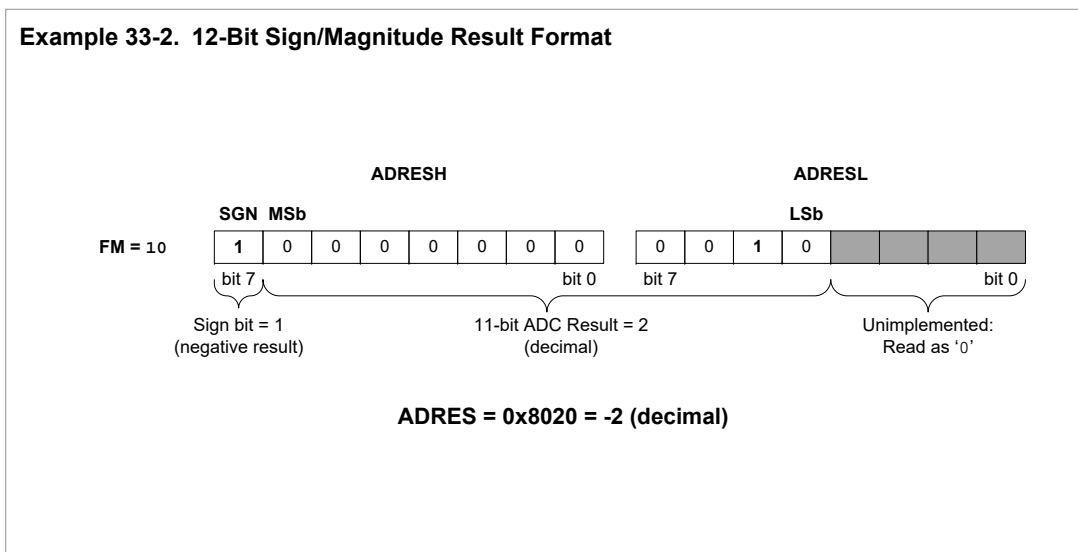 Example 33-2. 12-Bit Sign/Magnitude Result Format
ADRESH ADRESL
SGN MSb LSb
FM = 10 1 0 0 0 0 0 0 0 0 0 1 0
bit 7 bit 0 bit 7 bit 0
Sign bit = 1 11-bit ADC Result = 2 Unimplemented:
(negative result) (decimal) Read as ‘0’
ADRES = 0x8020 = -2 (decimal)